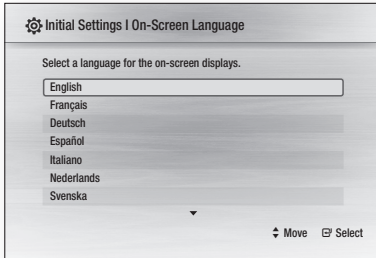 Initial Settings I On-Screen Language
Select a language for the on-screen displays.
English
Français
Deutsch
Español
Italiano
Nederlands
Svenska
Move Select